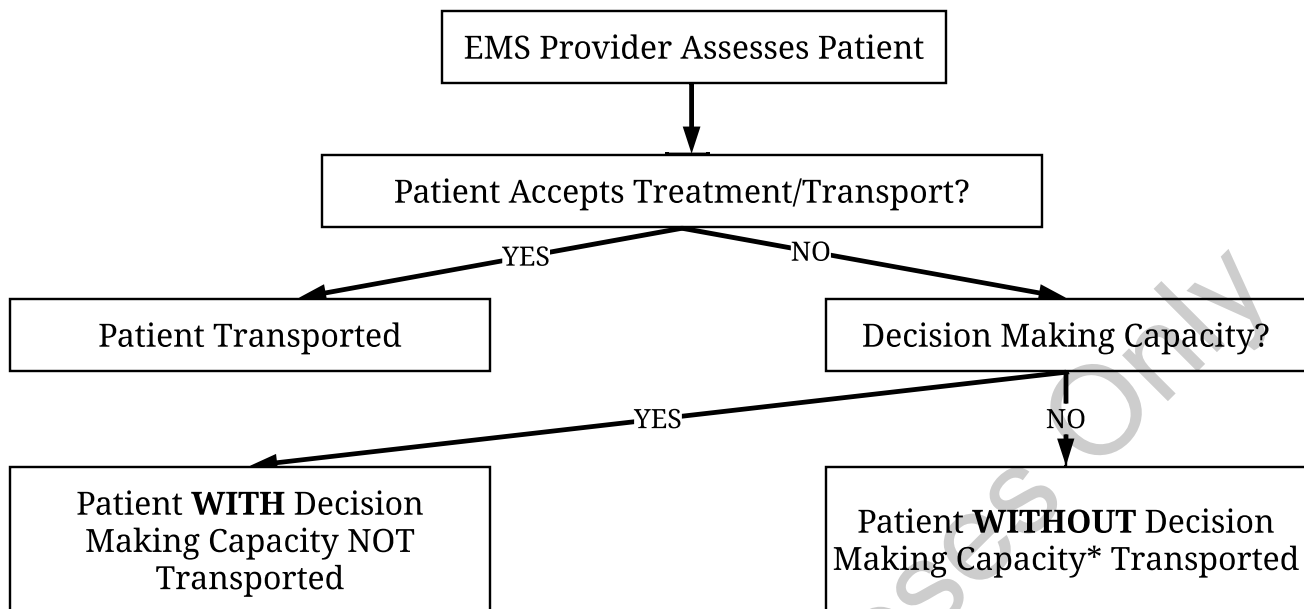 EMS Provider Assesses Patient
Patient Accepts Treatment/Transport?
YES
NO
Patient Transported
Decision Making Capacity?
YES
NO
Patient WITH Decision
Making Capacity NOT
Transported
Patient WITHOUT Decision
Making Capacity* Transported
Only